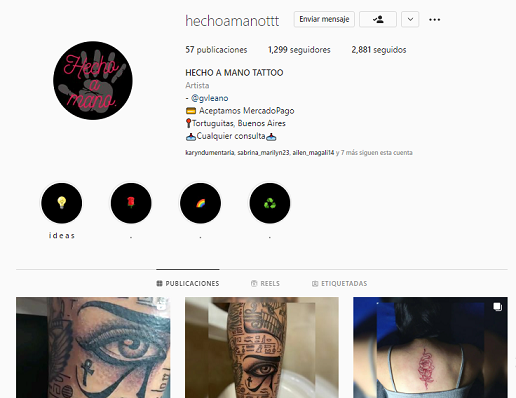 hechoamanottt Enviar mensaje
57 publicaciones 1,299 seguidores 2,881 seguidos
Hecho
a
mano.
HECHO A MANO TATTOO
Artista
- @gvleano
💳 Aceptamos MercadoPago
📍Tortuguitas, Buenos Aires
📥Cualquier consulta📥
karyndumentaria, sabrina_marilyn23, ailen_magali14 y 7 más siguen esta cuenta
ideas . . .
PUBLICACIONES REELS ETIQUETADAS